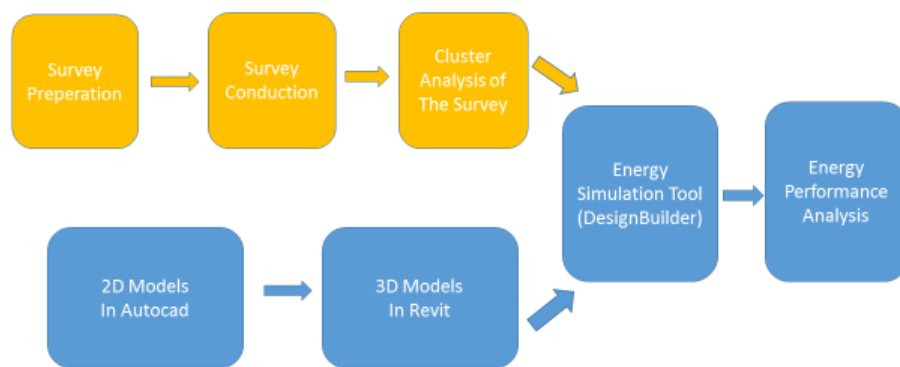 Survey
Preperation
Survey
Conduction
Cluster
Analysis of
The Survey
Energy
Simulation Tool
(DesignBuilder)
Energy
Performance
Analysis
2D Models
In Autocad
3D Models
In Revit